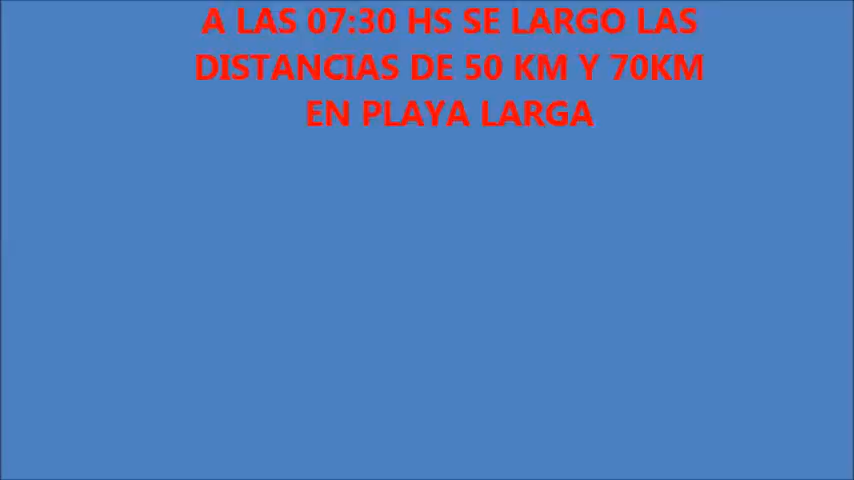 A LAS 07:30 HS SE LARGO LAS
DISTANCIAS DE 50 KM Y 70KM
EN PLAYA LARGA